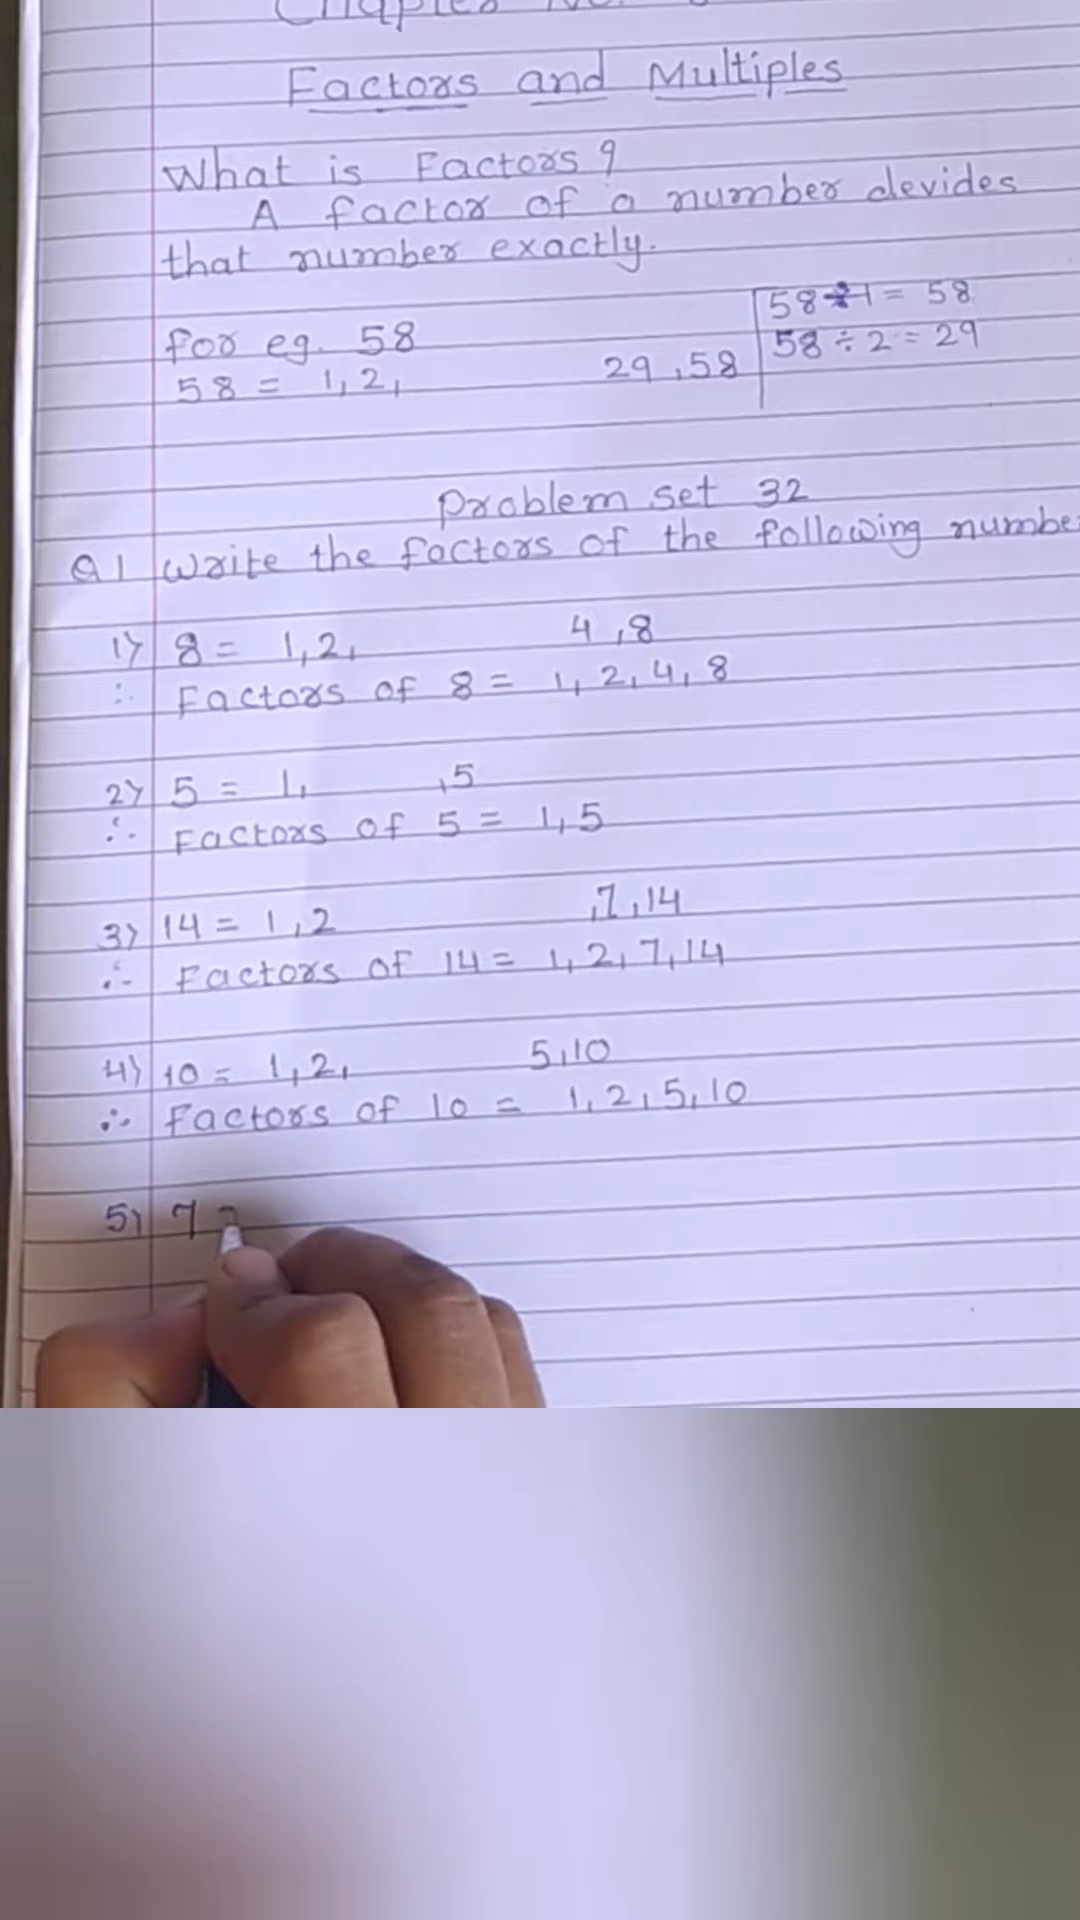 Factors and Multiples
What is Factors ?
A factor of a number devides
that number exactly.
58 ÷ 1 = 58
for eg. 58
58 ÷ 2 = 29
58 = 1, 2, 29, 58
Problem set 32
Q1 Write the factors of the following numbe
1) 8 = 1, 2, 4, 8
∴ Factors of 8 = 1, 2, 4, 8
2) 5 = 1, , 5
∴ Factors of 5 = 1, 5
3) 14 = 1, 2 , 7, 14
∴ Factors of 14 = 1, 2, 7, 14
4) 10 = 1, 2, 5, 10
∴ Factors of 10 = 1, 2, 5, 10
5) 7 =